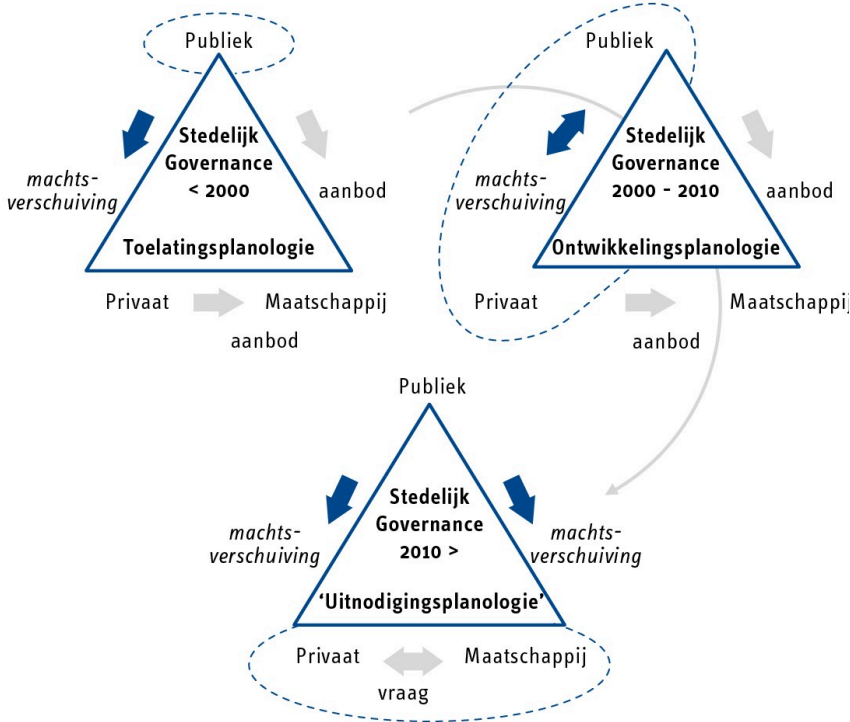 Publiek
Stedelijk
Governance
< 2000
machts-
verschuiving
aanbod
Toelatingsplanologie
Privaat
Maatschappij
aanbod
Publiek
Stedelijk
Governance
2000 - 2010
machts-
verschuiving
aanbod
Ontwikkelingsplanologie
Privaat
Maatschappij
aanbod
Publiek
Stedelijk
Governance
2010 >
machts-
verschuiving
machts-
verschuiving
'Uitnodigingsplanologie'
Privaat
Maatschappij
vraag